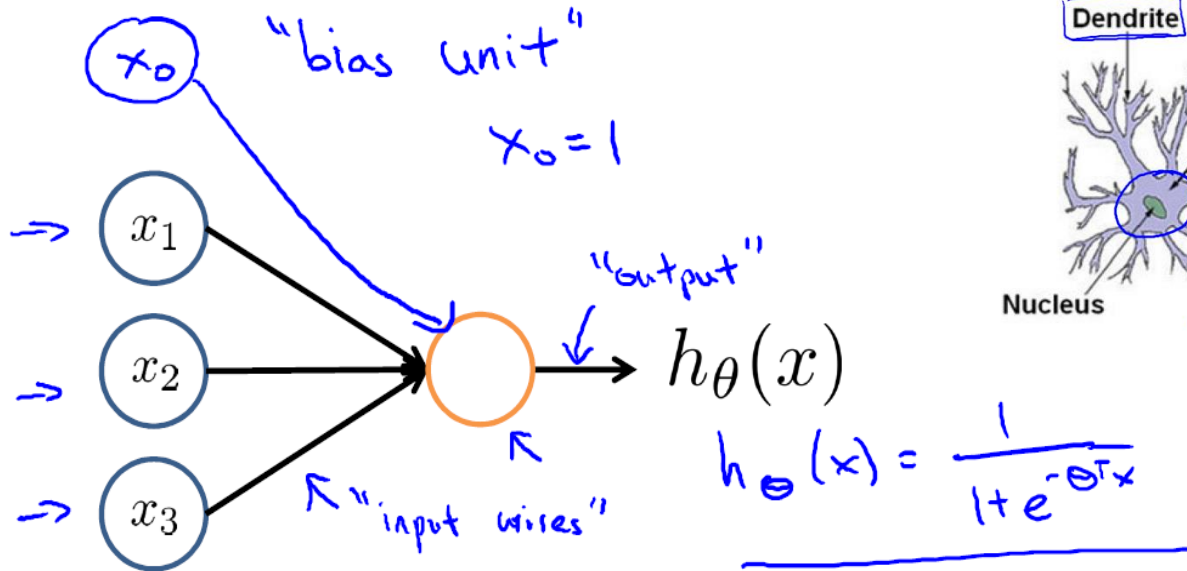 Dendrite
x₀ "bias unit"
x₀ = 1
x₁
x₂
x₃
"output"
Nucleus
hθ(x)
hθ(x) = 1 / (1 + e^(-θᵀx))
"input wires"